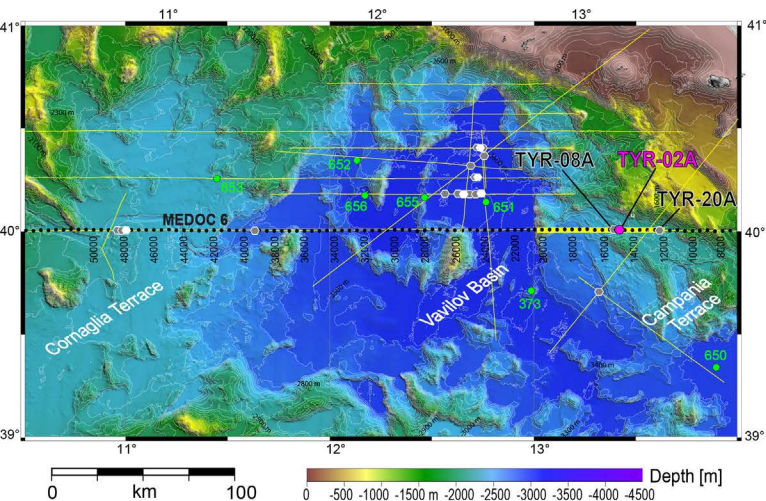 11° 12° 13°
41° 41°
2300 m
652
TYR-08A TYR-02A
653
TYR-20A
656 655 651
MEDOC 6
40° 40°
50000 48000 46000 44000 42000 40000 38000 36000 34000 32000 30000 28000 26000 24000 22000 20000 18000 16000 14000 12000 10000 8000
Cornaglia Terrace
Vavilov Basin
373
Campania
Terrace
650
3400 m
2800 m
39° 39°
11° 12° 13°
Depth [m]
0 km 100
0 -500 -1000 -1500 -2000 -2500 -3000 -3500 -4000 -4500